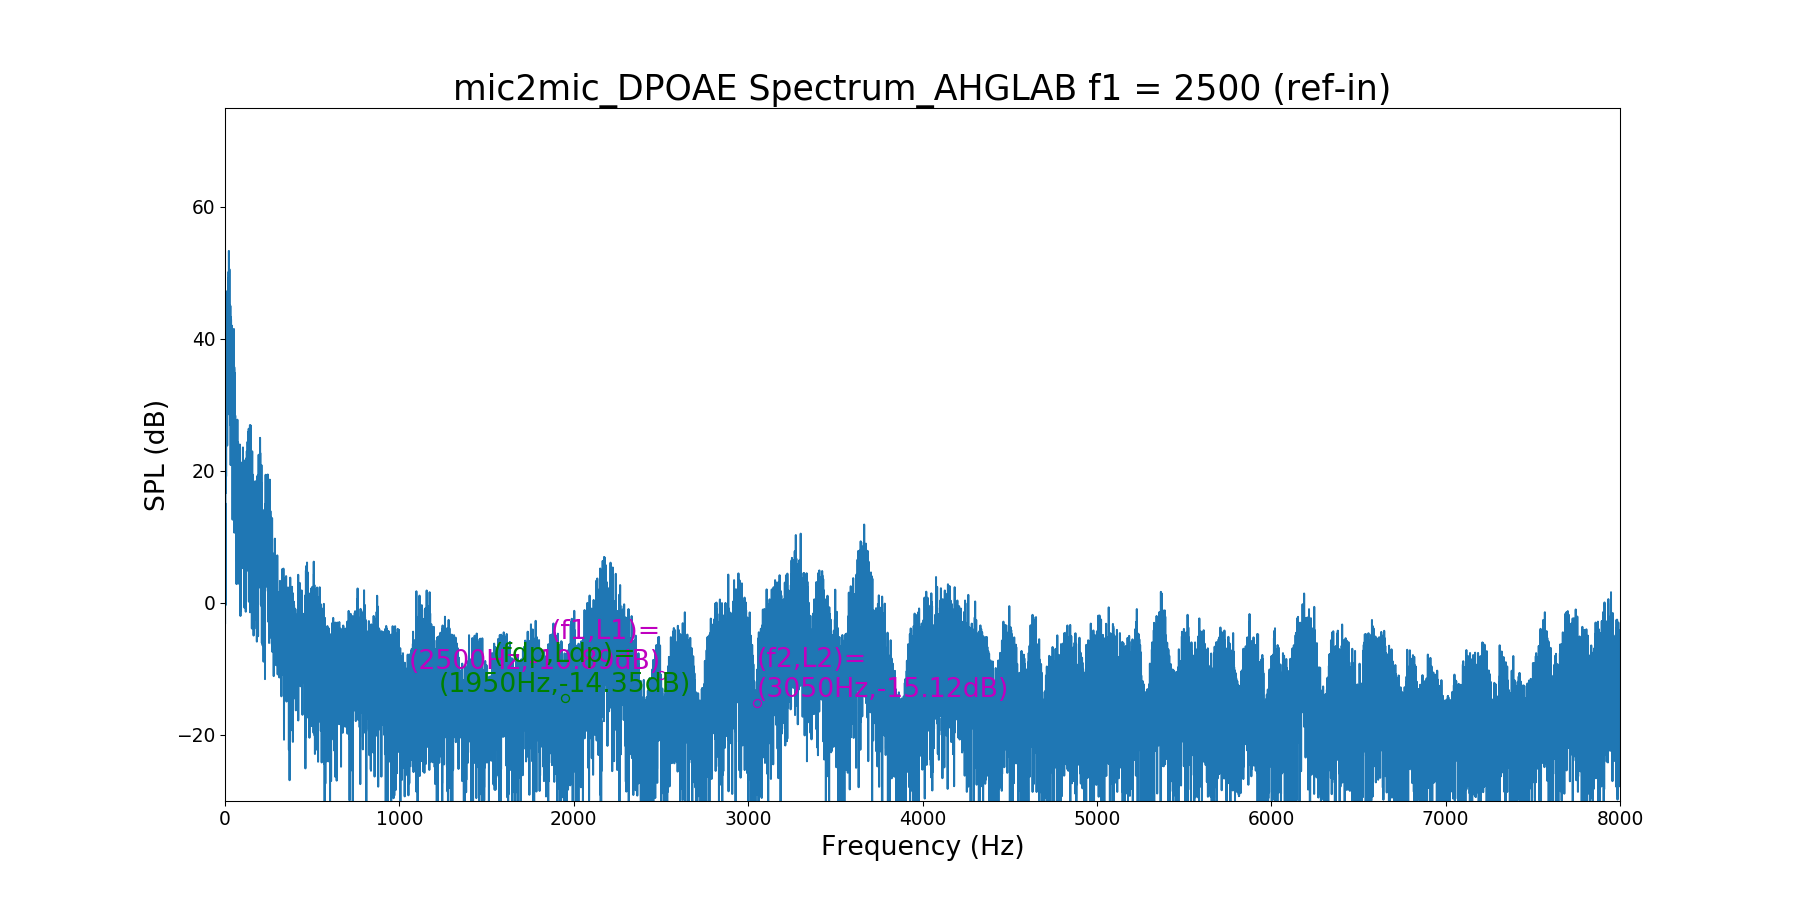 mic2mic_DPOAE Spectrum_AHGLAB f1 = 2500 (ref-in)
60
40
20
0
−20
SPL (dB)
(f1,L1)=
(fdp,Ldp)=
(f2,L2)=
(1950Hz,-14.35dB)
(3050Hz,-15.12dB)
0 1000 2000 3000 4000 5000 6000 7000 8000
Frequency (Hz)